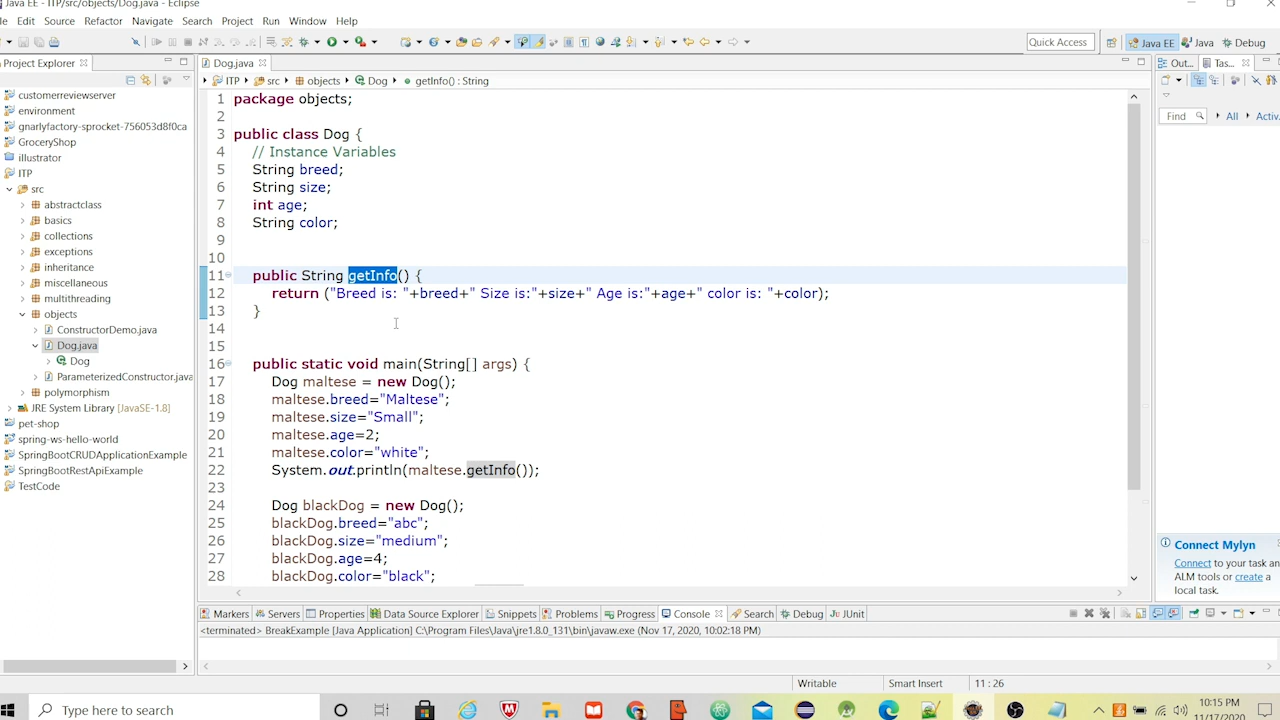 Java EE - ITP/src/objects/Dog.java - Eclipse
Edit Source Refactor Navigate Search Project Run Window Help
Quick Access
Java EE
Java
Debug
Project Explorer
customerreviewserver
environment
gnarlyfactory-sprocket-756053d8f0ca
GroceryShop
illustrator
ITP
src
abstractclass
basics
collections
exceptions
inheritance
miscellaneous
multithreading
objects
ConstructorDemo.java
Dog.java
Dog
ParameterizedConstructor.java
polymorphism
JRE System Library [JavaSE-1.8]
pet-shop
spring-ws-hello-world
SpringBootCRUDApplicationExample
SpringBootRestApiExample
TestCode
Dog.java
ITP src objects Dog getInfo() : String
1 package objects;
2
3 public class Dog {
4 // Instance Variables
5 String breed;
6 String size;
7 int age;
8 String color;
9
10
11 public String getInfo() {
12 return ("Breed is: "+breed+" Size is:"+size+" Age is:"+age+" color is: "+color);
13 }
14
15
16 public static void main(String[] args) {
17 Dog maltese = new Dog();
18 maltese.breed="Maltese";
19 maltese.size="Small";
20 maltese.age=2;
21 maltese.color="white";
22 System.out.println(maltese.getInfo());
23
24 Dog blackDog = new Dog();
25 blackDog.breed="abc";
26 blackDog.size="medium";
27 blackDog.age=4;
28 blackDog.color="black";
Out... Tas...
Find All Activ
Connect Mylyn
Connect to your task an
ALM tools or create a
local task.
Markers Servers Properties Data Source Explorer Snippets Problems Progress Console Search Debug JUnit
<terminated> BreakExample [Java Application] C:\Program Files\Java\jre1.8.0_131\bin\javaw.exe (Nov 17, 2020, 10:02:18 PM)
Writable Smart Insert 11 : 26
Type here to search
10:15 PM
11/17/2020